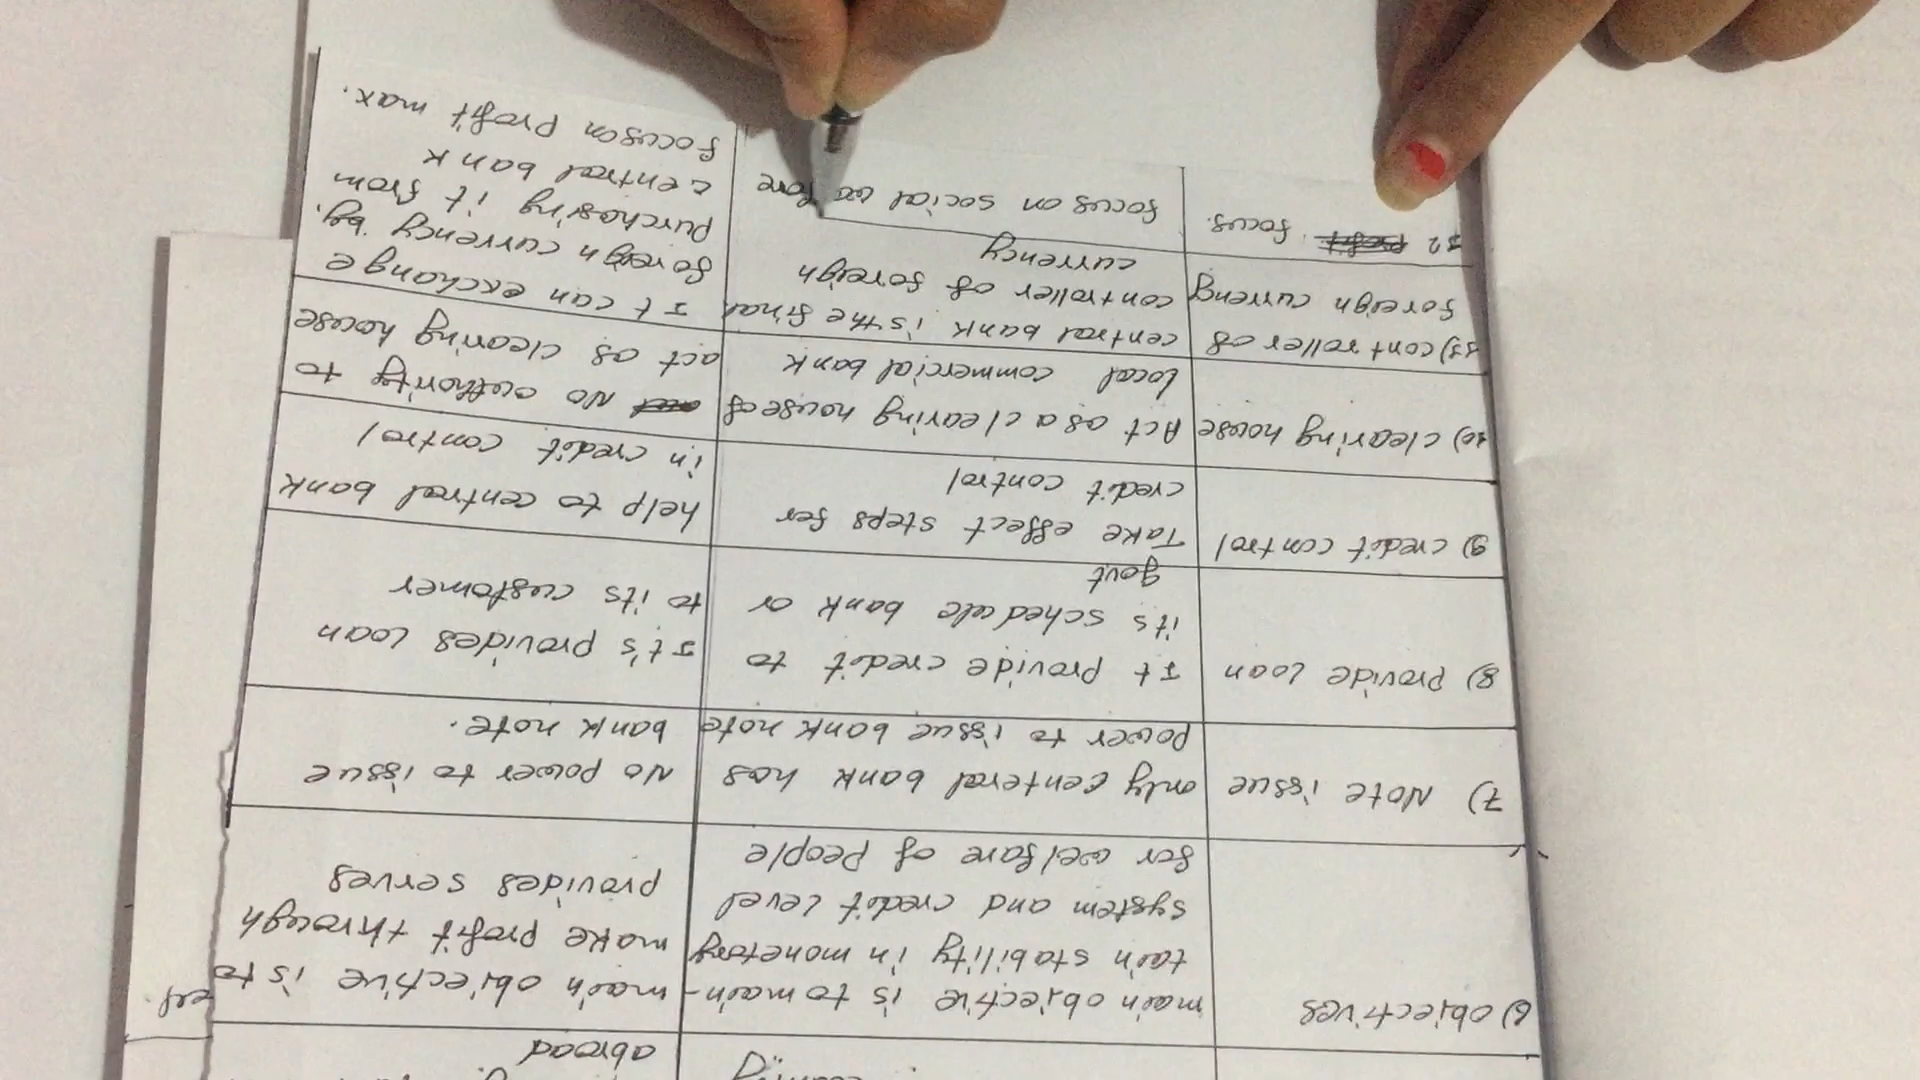 abroad
6) objectives
main objective is to main-
tain stability in monetory
system and credit level
for welfare of people
main objective is to
make profit through
provides serves
7) Note issue
only centeral bank has
power to issue bank note
No power to issue
bank note.
8) Provide Loan
It provide credit to
it's schedule bank or
govt
It's provides loan
to its customer
9) credit control
Take effect steps for
credit control
help to central bank
in credit control
10) clearing house
Act as a clearing house of
Local commercial bank
No authority to
act as clearing house
11) controller of
foreign curreny
central bank is the final
controller of foreign
currency
It can exchange
foreign currency by.
purchasing it from
central bank
focus.
focus on social
focus on Profit max.